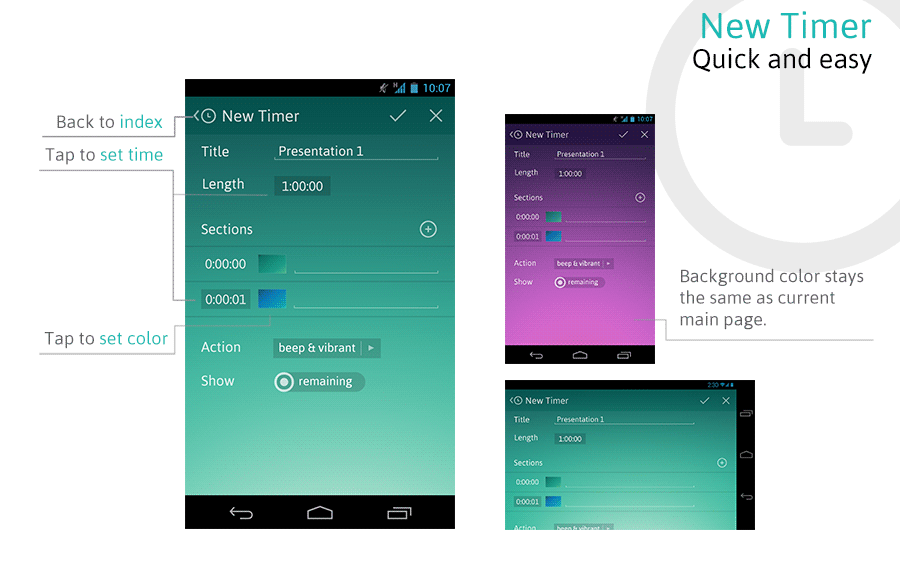 New Timer
Quick and easy
10:07
New Timer
Title Presentation 1
Length 1:00:00
Sections
0:00:00
0:00:01
Action beep & vibrant
Show remaining
Back to index
Tap to set time
Tap to set color
10:07
New Timer
Title Presentation 1
Length 1:00:00
Sections
0:00:00
0:00:01
Action beep & vibrant
Show remaining
Background color stays
the same as current
main page.
2:30
New Timer
Title Presentation 1
Length 1:00:00
Sections
0:00:00
0:00:01
Action beep & vibrant